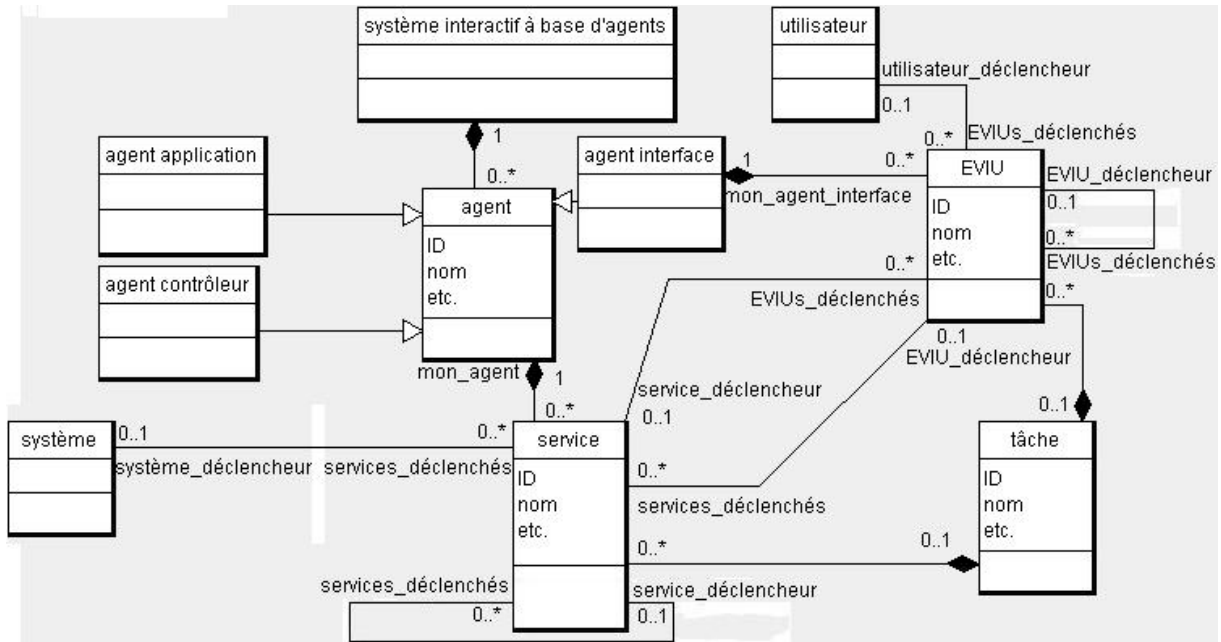 système interactif à base d'agents
utilisateur
utilisateur_déclencheur
0..1
EVIUs_déclenchés
0..*
1
agent application
agent interface
1
0..*
EVIU
EVIU_déclencheur
0..1
0..*
EVIUs_déclenchés
ID
nom
etc.
mon_agent_interface
0..*
agent
ID
nom
etc.
agent contrôleur
0..*
EVIUs_déclenchés
0..*
0..1
EVIU_déclencheur
mon_agent
1
0..*
service_déclencheur
0..1
0..1
système
0..1
système_déclencheur
0..*
services_déclenchés
service
ID
nom
etc.
0..*
services_déclenchés
tâche
ID
nom
etc.
0..*
0..1
services_déclenchés
0..*
service_déclencheur
0..1